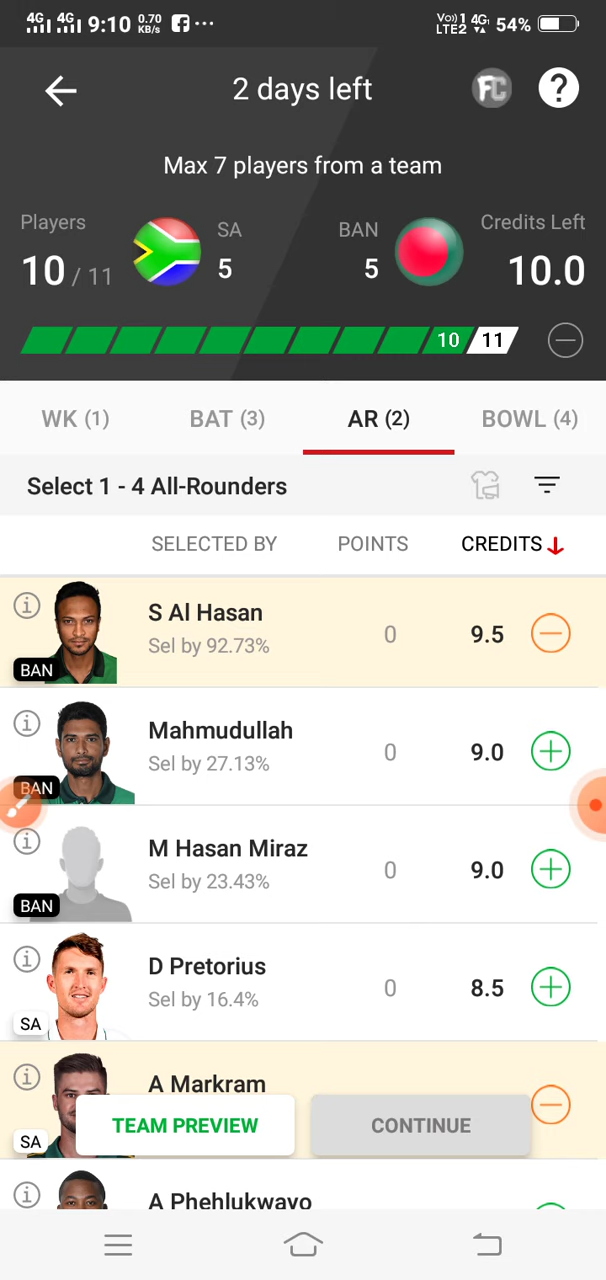 4G 4G 9:10 0.70 KB/s ... Vo)) 1 4G LTE2 54%
2 days left FC ?
Max 7 players from a team
Players SA BAN Credits Left
10 / 11 5 5 10.0
10 11
WK (1) BAT (3) AR (2) BOWL (4)
Select 1 - 4 All-Rounders
SELECTED BY POINTS CREDITS
S Al Hasan
Sel by 92.73% 0 9.5
BAN
Mahmudullah
Sel by 27.13% 0 9.0
BAN
M Hasan Miraz
Sel by 23.43% 0 9.0
BAN
D Pretorius
Sel by 16.4% 0 8.5
SA
A Markram
TEAM PREVIEW CONTINUE
SA
A Phehlukwayo